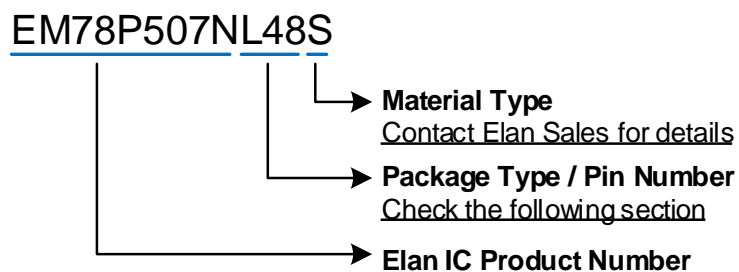 EM78P507NL48S
Material Type
Contact Elan Sales for details
Package Type / Pin Number
Check the following section
Elan IC Product Number